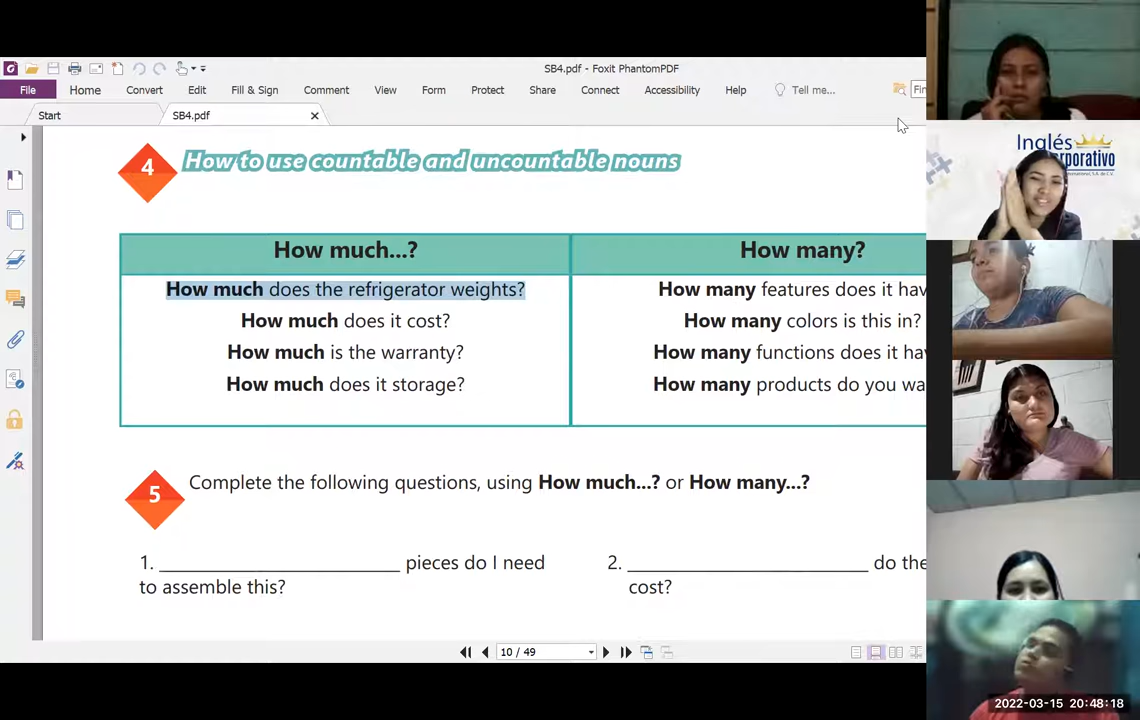 SB4.pdf - Foxit PhantomPDF
File Home Convert Edit Fill & Sign Comment View Form Protect Share Connect Accessibility Help Tell me... Fin
Start SB4.pdf
4 How to use countable and uncountable nouns
How much...? How many?
How much does the refrigerator weights? How many features does it hav
How much does it cost? How many colors is this in?
How much is the warranty? How many functions does it hav
How much does it storage? How many products do you wa
5 Complete the following questions, using How much...? or How many...?
1. ____________________ pieces do I need
to assemble this?
2. ____________________ do the
cost?
10 / 49
Inglés
orporativo
2022-03-15 20:48:18